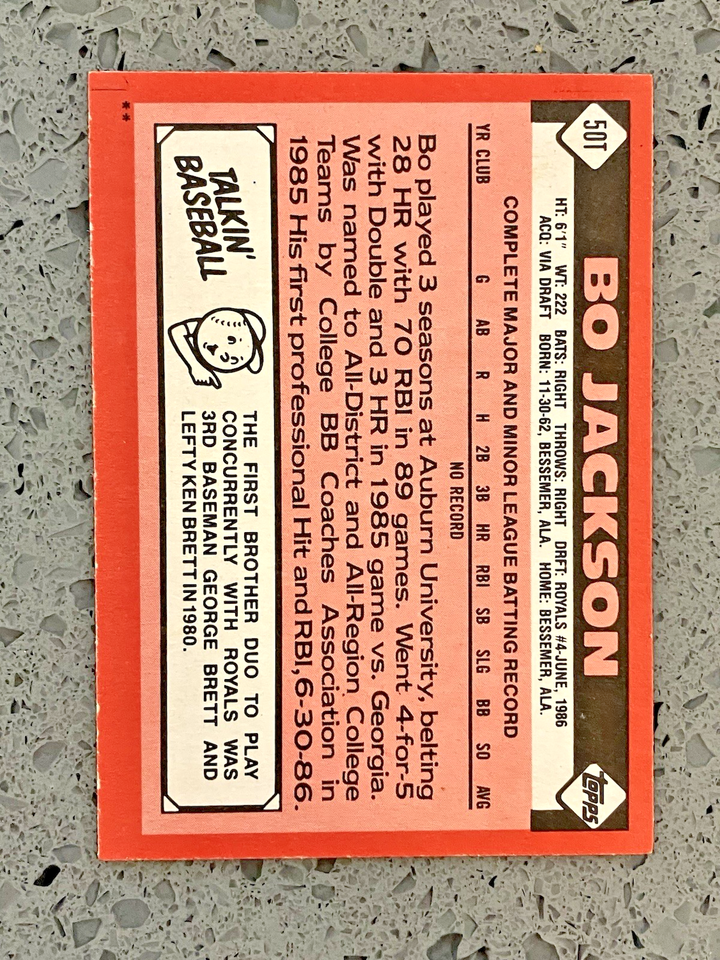 50T
BO JACKSON
topps
HT: 6'1" WT: 222 BATS: RIGHT THROWS: RIGHT DRFT: ROYALS #4-JUNE, 1986
ACQ: VIA DRAFT BORN: 11-30-62, BESSEMER, ALA. HOME: BESSEMER, ALA.
COMPLETE MAJOR AND MINOR LEAGUE BATTING RECORD
YR CLUB G AB R H 2B 3B HR RBI SB SLG BB SO AVG
NO RECORD
Bo played 3 seasons at Auburn University, belting
28 HR with 70 RBI in 89 games. Went 4-for-5
with Double and 3 HR in 1985 game vs. Georgia.
Was named to All-District and All-Region College
Teams by College BB Coaches Association in
1985 His first professional Hit and RBI, 6-30-86.
TALKIN'
BASEBALL
THE FIRST BROTHER DUO TO PLAY
CONCURRENTLY WITH ROYALS WAS
3RD BASEMAN GEORGE BRETT AND
LEFTY KEN BRETT IN 1980.
**